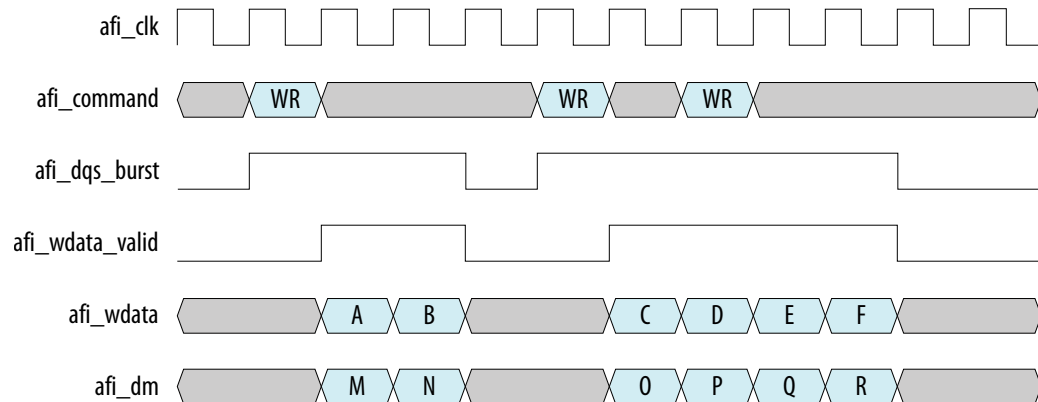 afi_clk
afi_command WR WR WR
afi_dqs_burst
afi_wdata_valid
afi_wdata A B C D E F
afi_dm M N O P Q R